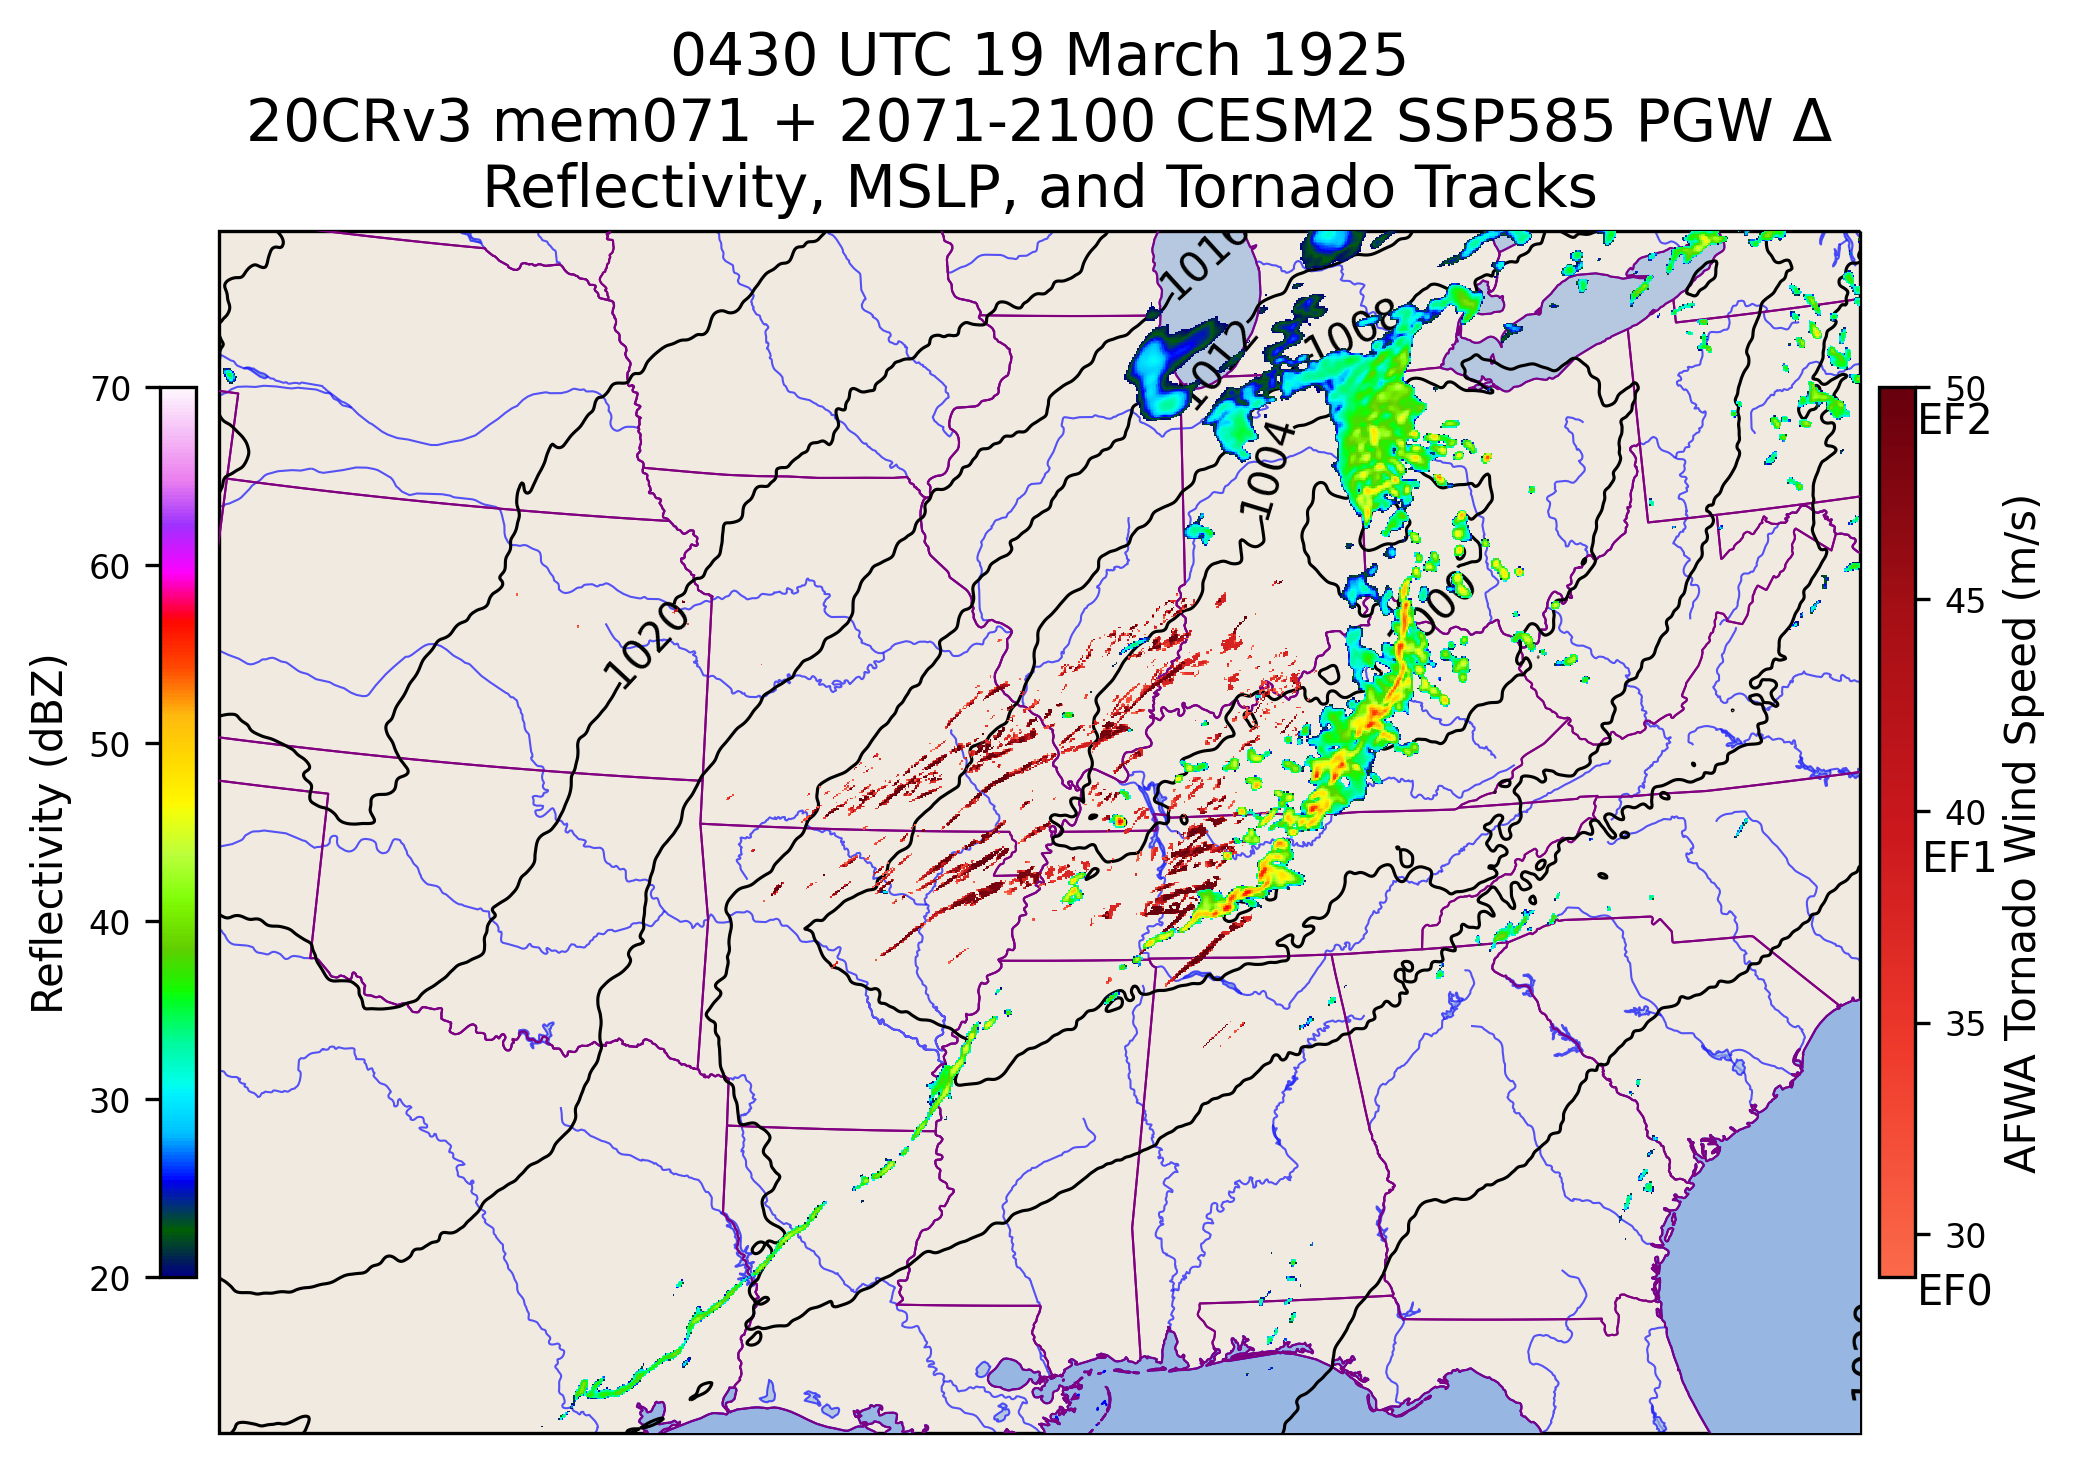 0430 UTC 19 March 1925
20CRv3 mem071 + 2071-2100 CESM2 SSP585 PGW Δ
Reflectivity, MSLP, and Tornado Tracks
Reflectivity (dBZ)
70
60
50
40
30
20
1016
1012
1008
1004
1020
50
EF2
45
40
EF1
35
30
EF0
AFWA Tornado Wind Speed (m/s)